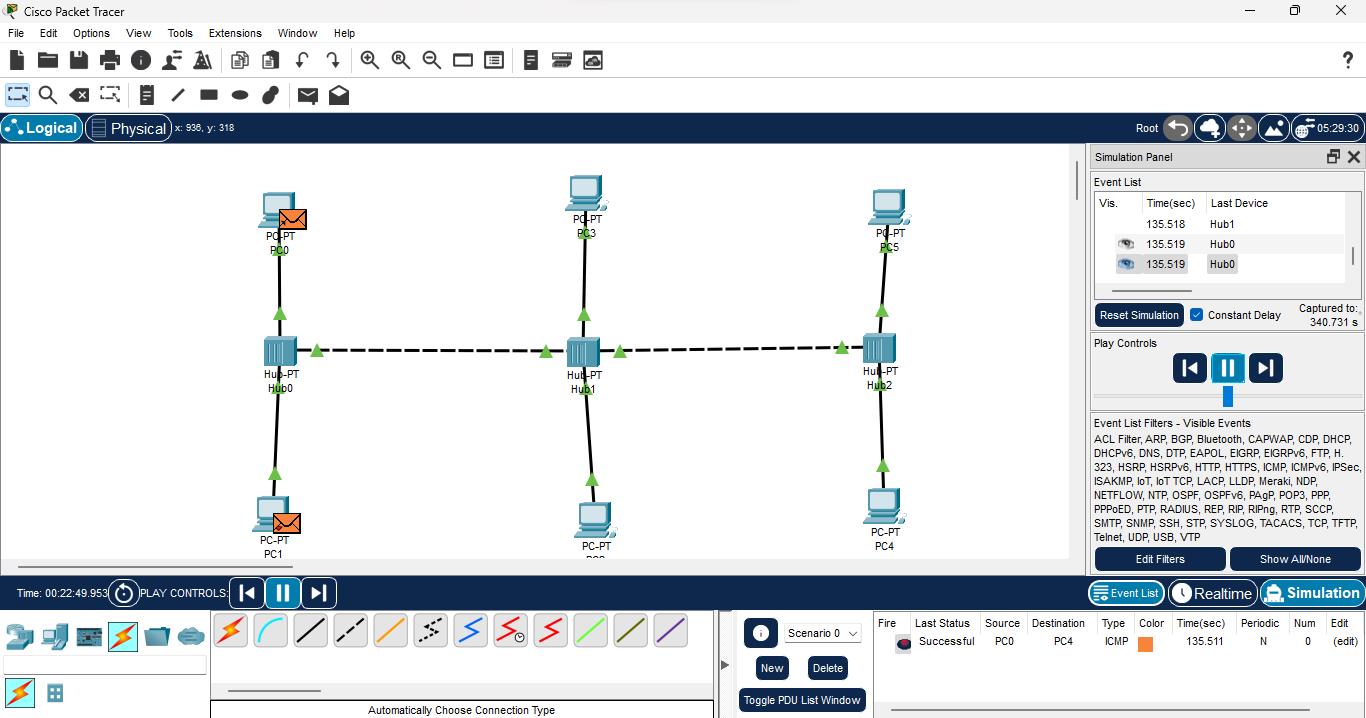 Cisco Packet Tracer
File Edit Options View Tools Extensions Window Help
Logical Physical x: 936, y: 318 Root 05:29:30
Simulation Panel
Event List
Vis. Time(sec) Last Device
135.518 Hub1
135.519 Hub0
135.519 Hub0
Reset Simulation Constant Delay Captured to:
340.731 s
Play Controls
Event List Filters - Visible Events
ACL Filter, ARP, BGP, Bluetooth, CAPWAP, CDP, DHCP,
DHCPv6, DNS, DTP, EAPOL, EIGRP, EIGRPv6, FTP, H.
323, HSRP, HSRPv6, HTTP, HTTPS, ICMP, ICMPv6, IPSec,
ISAKMP, IoT, IoT TCP, LACP, LLDP, Meraki, NDP,
NETFLOW, NTP, OSPF, OSPFv6, PAgP, POP3, PPP,
PPPoED, PTP, RADIUS, REP, RIP, RIPng, RTP, SCCP,
SMTP, SNMP, SSH, STP, SYSLOG, TACACS, TCP, TFTP,
Telnet, UDP, USB, VTP
Edit Filters Show All/None
PC-PT
PC0
PC-PT
PC3
PC-PT
PC5
Hub-PT
Hub0
Hub-PT
Hub1
Hub-PT
Hub2
PC-PT
PC1
PC-PT
PC-PT
PC4
Time: 00:22:49.953 PLAY CONTROLS: Event List Realtime Simulation
Scenario 0
New Delete
Toggle PDU List Window
Fire Last Status Source Destination Type Color Time(sec) Periodic Num Edit
Successful PC0 PC4 ICMP 135.511 N 0 (edit)
Automatically Choose Connection Type